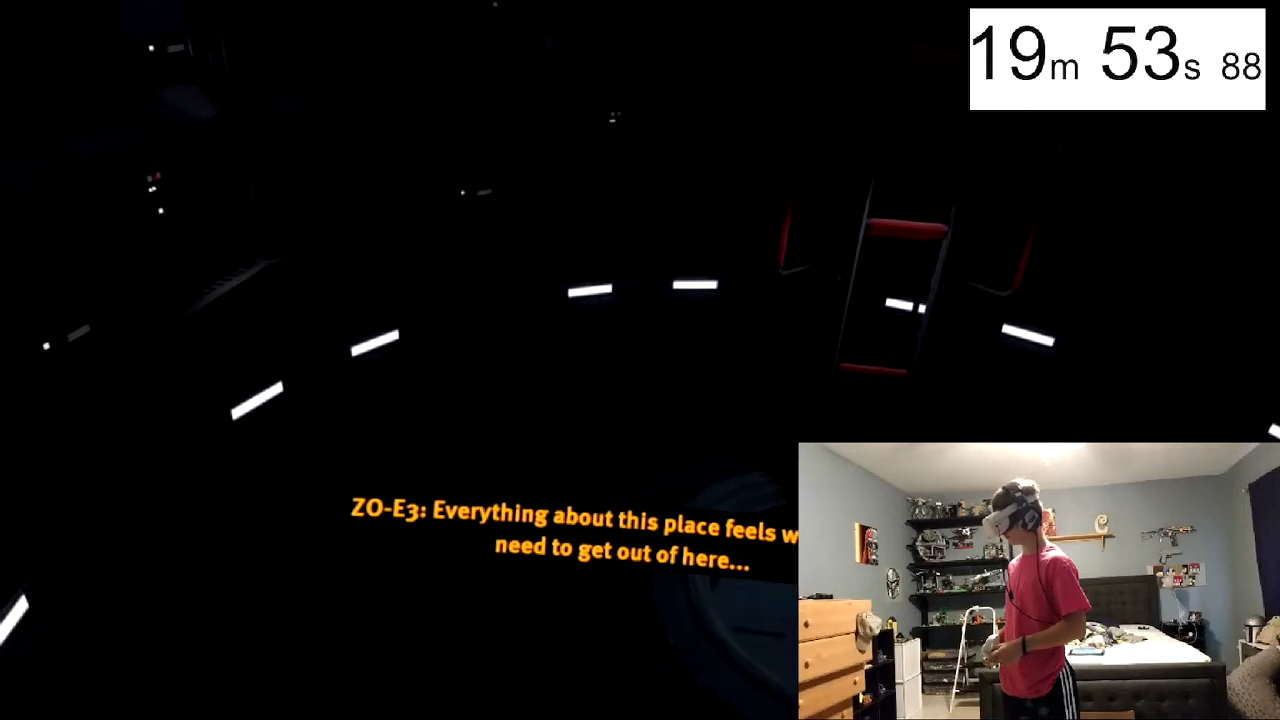 19m 53s 88
ZO-E3: Everything about this place feels
need to get out of here...